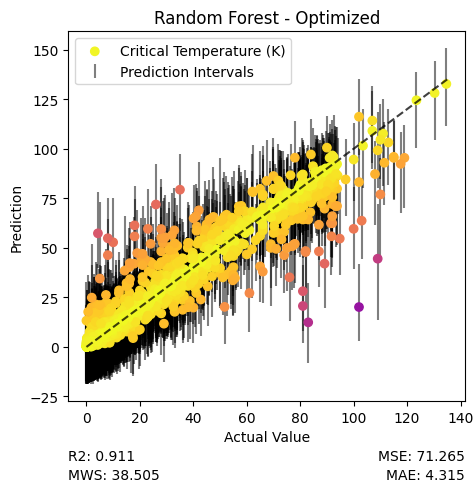 Random Forest - Optimized
Critical Temperature (K)
Prediction Intervals
150
125
100
75
50
25
0
−25
Prediction
0 20 40 60 80 100 120 140
Actual Value
R2: 0.911 MSE: 71.265
MWS: 38.505 MAE: 4.315